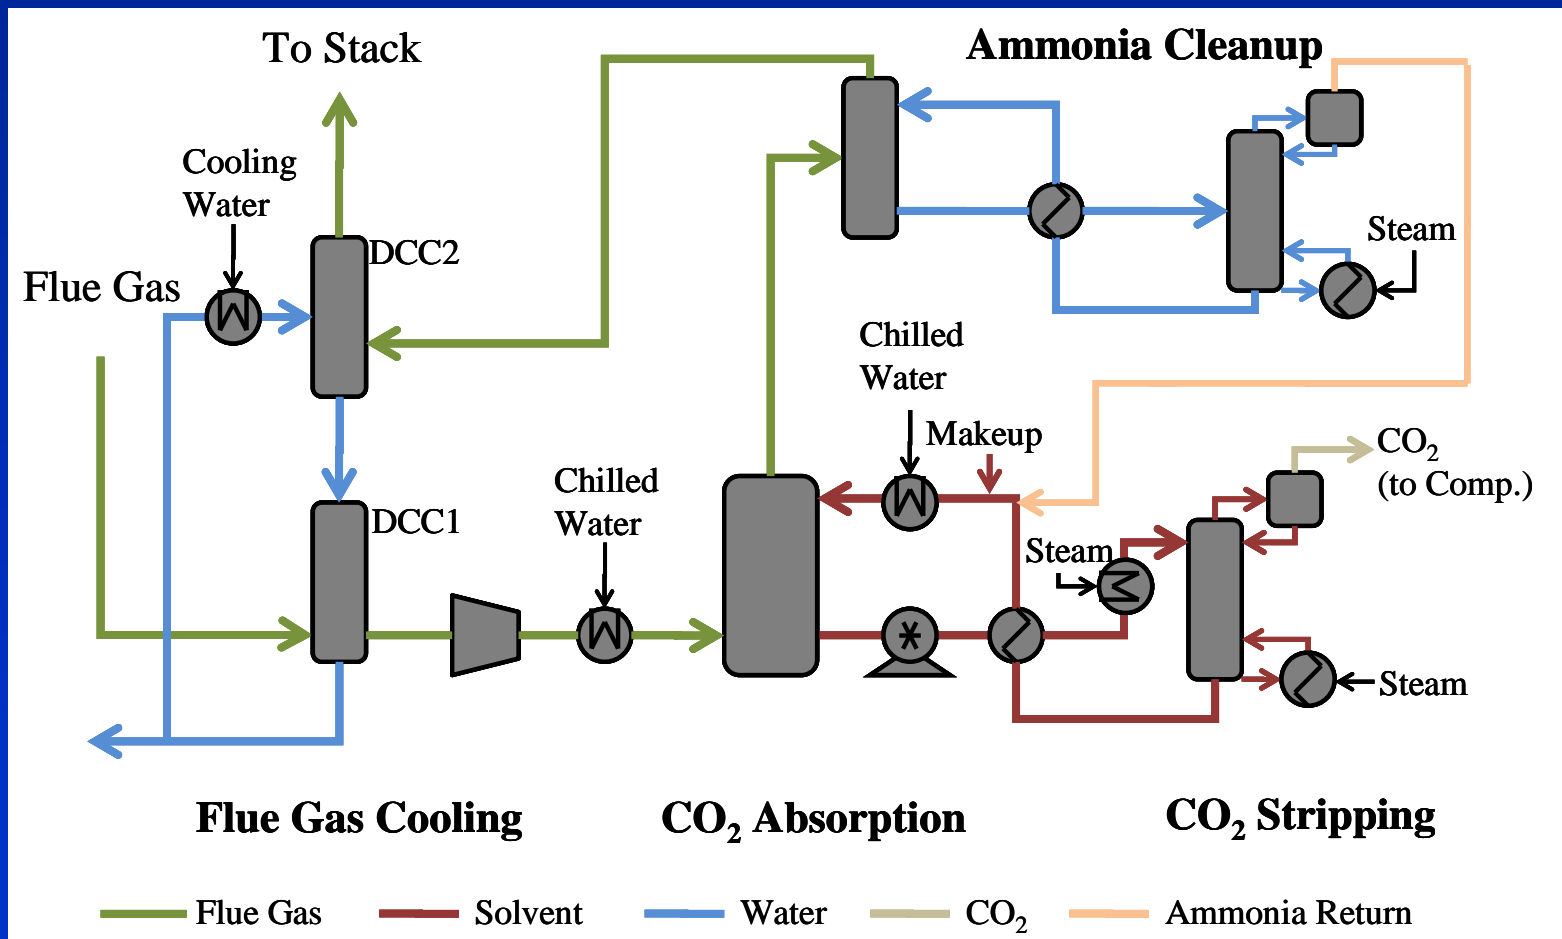 To Stack
Ammonia Cleanup
Cooling
Water
DCC2
Flue Gas
Steam
Chilled
Water
Makeup
CO₂
(to Comp.)
Chilled
Water
DCC1
Steam
Steam
Flue Gas Cooling
CO₂ Absorption
CO₂ Stripping
Flue Gas
Solvent
Water
CO₂
Ammonia Return